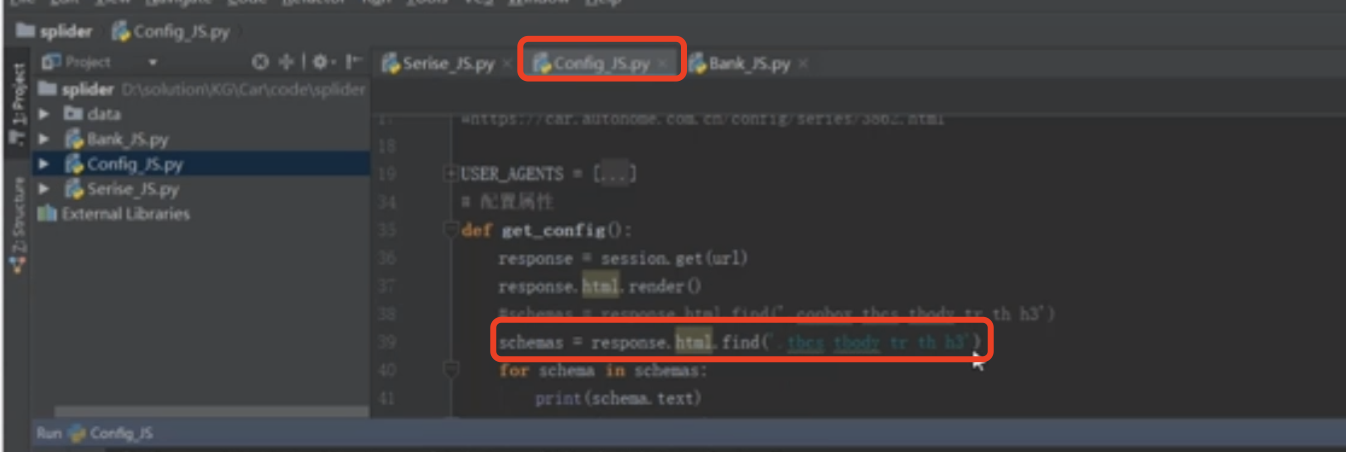 splider Config_JS.py
Project
Serise_JS.py Config_JS.py Bank_JS.py
1: Project
Z: Structure
splider D:\solution\KG\Car\code\splider
data
Bank_JS.py
Config_JS.py
Serise_JS.py
External Libraries
17 #https://car.autohome.com.cn/config/series/3862.html
18
19 USER_AGENTS = [...]
34 # 配置属性
35 def get_config():
36 response = session.get(url)
37 response.html.render()
38 #schemas = response.html.find('.conbox tbcs tbody tr th h3')
39 schemas = response.html.find('.tbcs tbody tr th h3')
40 for schema in schemas:
41 print(schema.text)
Run Config_JS